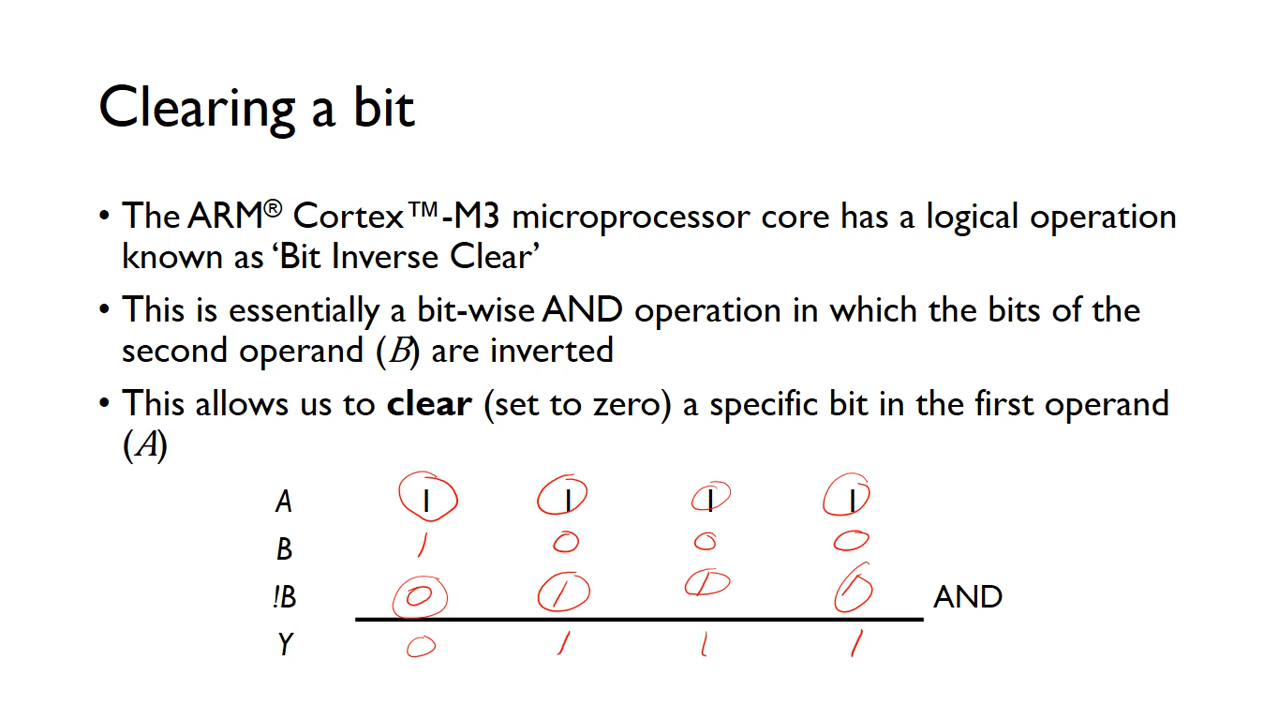 Clearing a bit
• The ARM® Cortex™-M3 microprocessor core has a logical operation
known as ‘Bit Inverse Clear’
• This is essentially a bit-wise AND operation in which the bits of the
second operand (B) are inverted
• This allows us to clear (set to zero) a specific bit in the first operand
(A)
A 1 1 1 1
B 1 0 0 0
!B 0 1 1 1 AND
Y 0 1 1 1